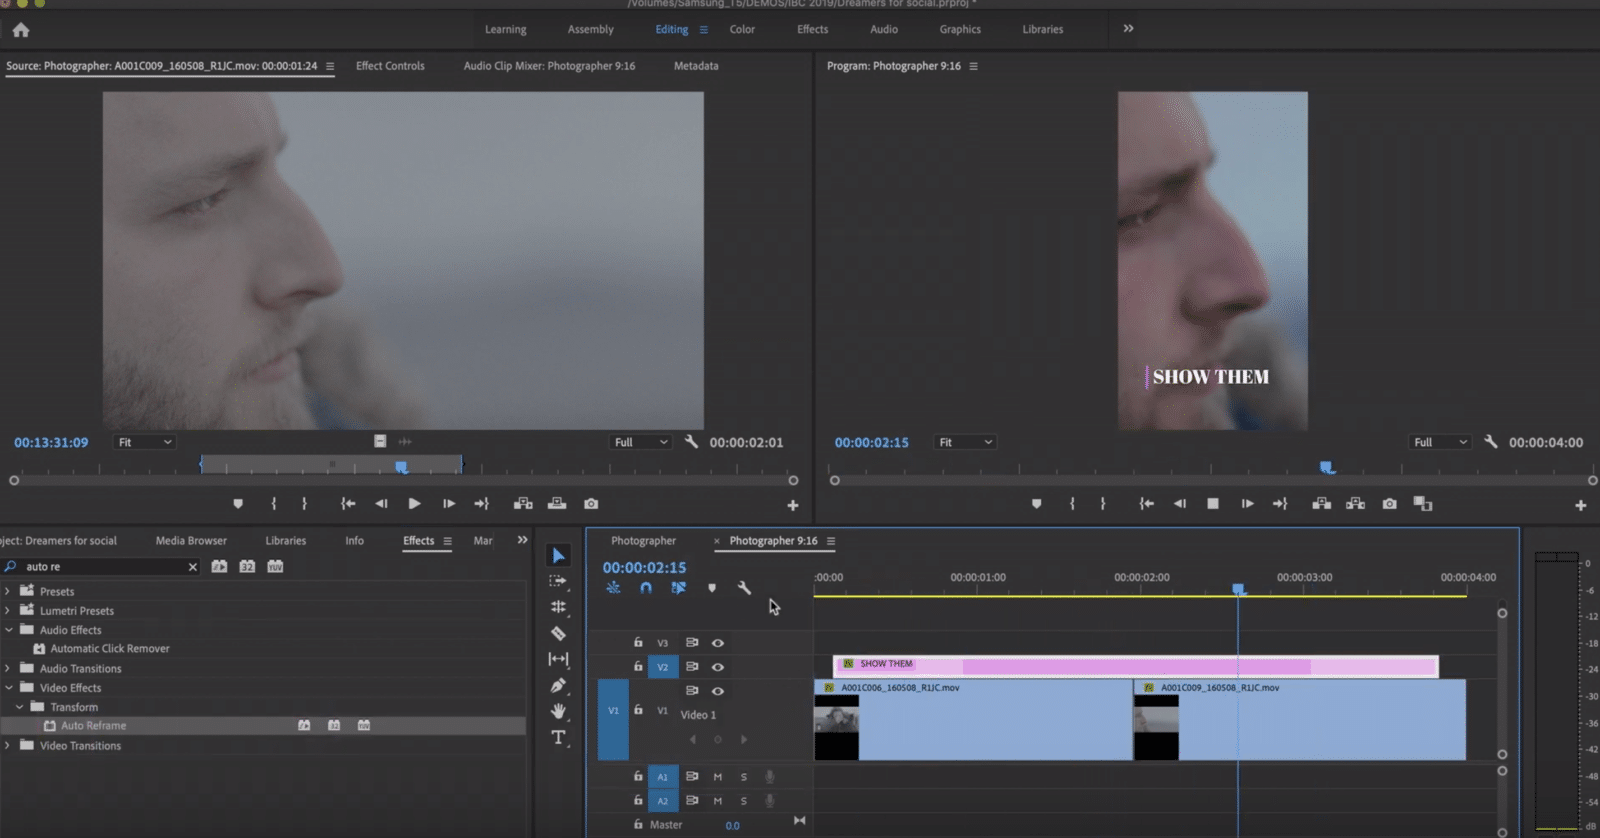 /Volumes/Samsung_T5/DEMOS/IBC 2019/Dreamers for social.prproj *
Learning Assembly Editing Color Effects Audio Graphics Libraries
Source: Photographer: A001C009_160508_R1JC.mov: 00:00:01:24 Effect Controls Audio Clip Mixer: Photographer 9:16 Metadata
Program: Photographer 9:16
SHOW THEM
00:13:31:09 Fit Full 00:00:02:01
00:00:02:15 Fit Full 00:00:04:00
ject: Dreamers for social Media Browser Libraries Info Effects Mar
auto re
32 YUV
Presets
Lumetri Presets
Audio Effects
Automatic Click Remover
Audio Transitions
Video Effects
Transform
Auto Reframe
Video Transitions
Photographer × Photographer 9:16
00:00:02:15
:00:00 00:00:01:00 00:00:02:00 00:00:03:00 00:00:04:00
V3
V2 SHOW THEM
A001C006_160508_R1JC.mov A001C009_160508_R1JC.mov
V1 V1 Video 1
A1 M S
A2 M S
Master 0.0
0
-6
-12
-18
-24
-30
-36
-42
-48
-54
dB